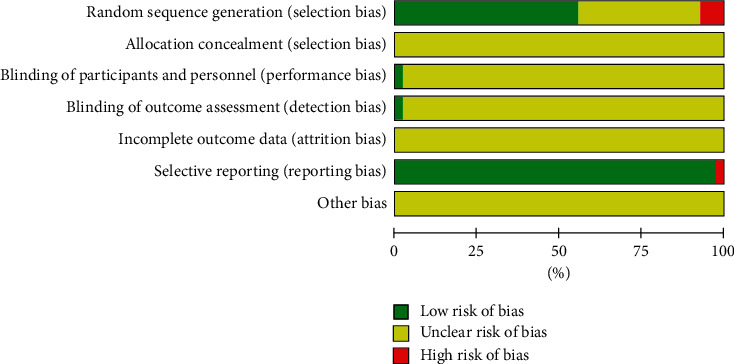 Random sequence generation (selection bias)
Allocation concealment (selection bias)
Blinding of participants and personnel (performance bias)
Blinding of outcome assessment (detection bias)
Incomplete outcome data (attrition bias)
Selective reporting (reporting bias)
Other bias
0 25 50 75 100
(%)
Low risk of bias
Unclear risk of bias
High risk of bias